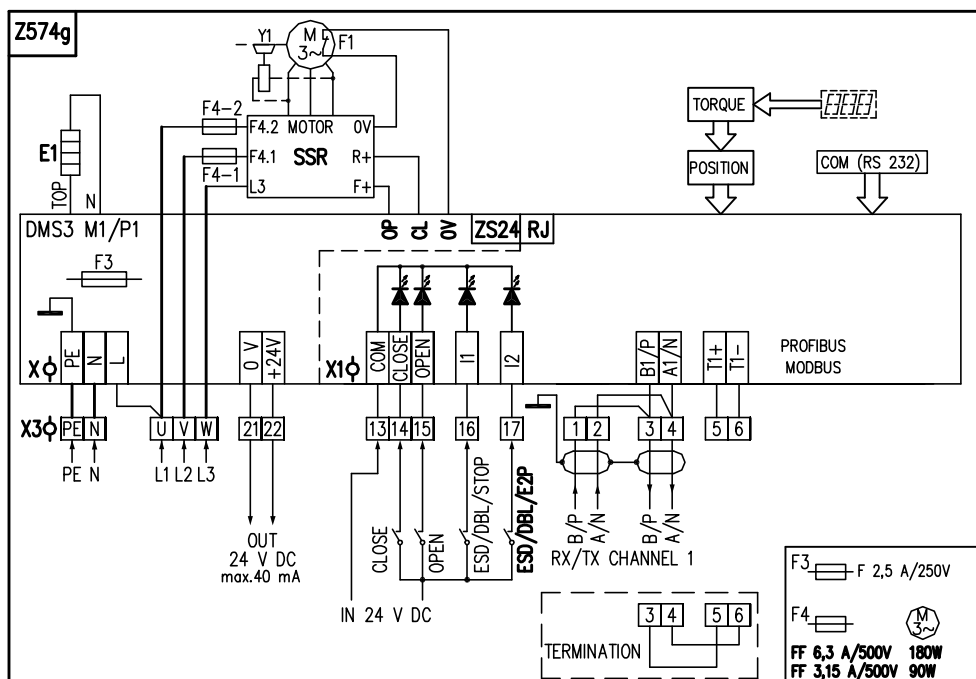 Z574g
Y1
M
3~
F1
F4-2
F4.2 MOTOR 0V
F4.1 SSR R+
F4-1
L3 F+
E1
TOP
N
TORQUE
POSITION
COM (RS 232)
DMS3 M1/P1
OP
CL
0V
ZS24 RJ
F3
X
PE
N
L
0 V
+24V
X1
COM
CLOSE
OPEN
I1
I2
B1/P
A1/N
T1+
T1-
PROFIBUS
MODBUS
X3
PE N U V W 21 22 13 14 15 16 17 1 2 3 4 5 6
PE N
L1 L2 L3
OUT
24 V DC
max.40 mA
CLOSE
OPEN
ESD/DBL/STOP
ESD/DBL/E2P
IN 24 V DC
B/P
A/N
B/P
A/N
RX/TX CHANNEL 1
TERMINATION
3 4 5 6
F3 F 2,5 A/250V
F4
M
3~
FF 6,3 A/500V 180W
FF 3,15 A/500V 90W